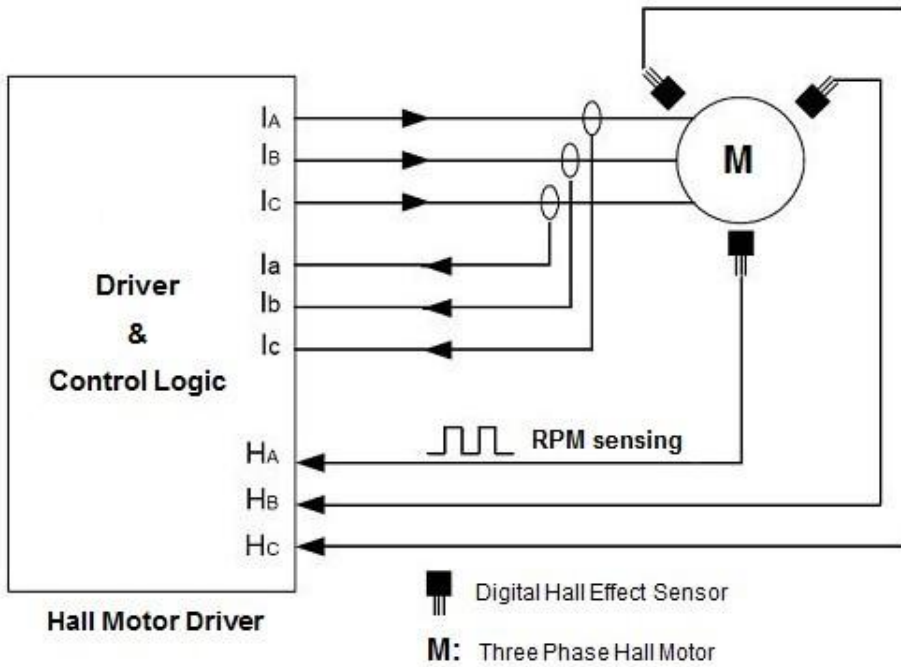 IA
IB
IC
Ia
Ib
Ic
Driver
&
Control Logic
M
HA
HB
HC
RPM sensing
Hall Motor Driver
Digital Hall Effect Sensor
M: Three Phase Hall Motor